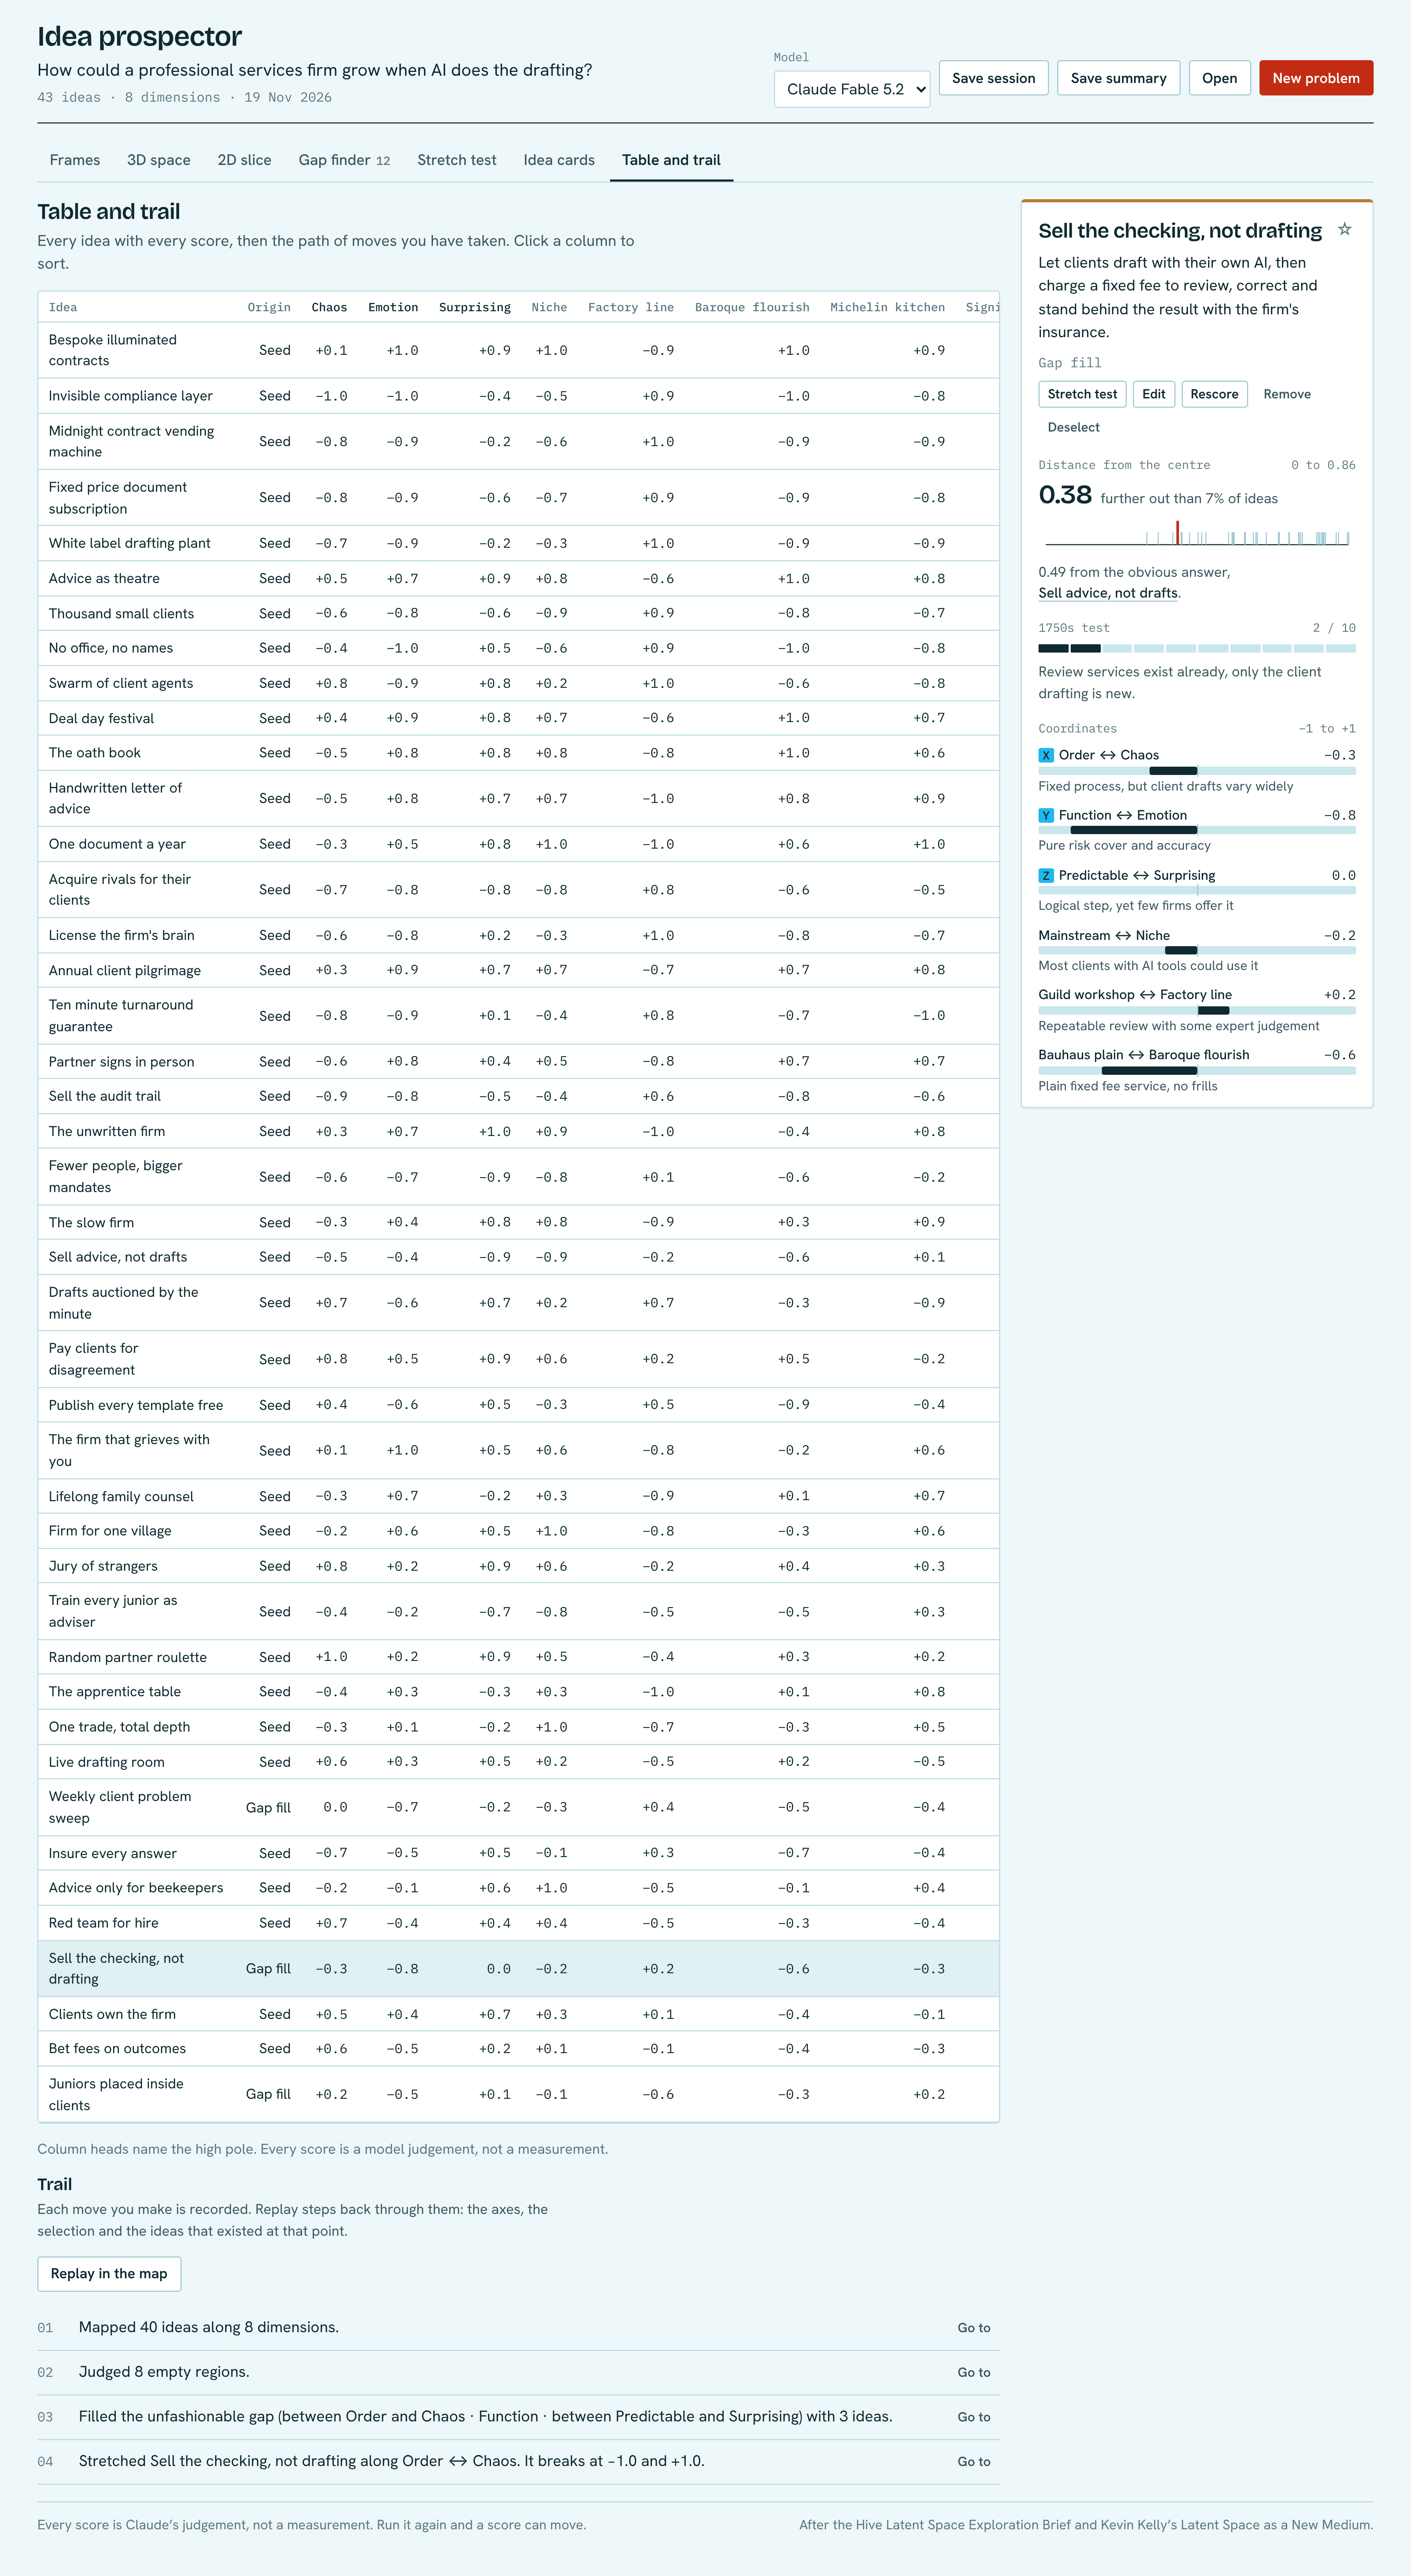 Idea prospector
How could a professional services firm grow when AI does the drafting?
43 ideas · 8 dimensions · 19 Nov 2026
Model
Claude Fable 5.2
Save session
Save summary
Open
New problem
Frames
3D space
2D slice
Gap finder 12
Stretch test
Idea cards
Table and trail
Table and trail
Every idea with every score, then the path of moves you have taken. Click a column to
sort.
Idea Origin Chaos Emotion Surprising Niche Factory line Baroque flourish Michelin kitchen Signi
Bespoke illuminated
contracts
Seed +0.1 +1.0 +0.9 +1.0 −0.9 +1.0 +0.9
Invisible compliance layer Seed −1.0 −1.0 −0.4 −0.5 +0.9 −1.0 −0.8
Midnight contract vending
machine
Seed −0.8 −0.9 −0.2 −0.6 +1.0 −0.9 −0.9
Fixed price document
subscription
Seed −0.8 −0.9 −0.6 −0.7 +0.9 −0.9 −0.8
White label drafting plant Seed −0.7 −0.9 −0.2 −0.3 +1.0 −0.9 −0.9
Advice as theatre Seed +0.5 +0.7 +0.9 +0.8 −0.6 +1.0 +0.8
Thousand small clients Seed −0.6 −0.8 −0.6 −0.9 +0.9 −0.8 −0.7
No office, no names Seed −0.4 −1.0 +0.5 −0.6 +0.9 −1.0 −0.8
Swarm of client agents Seed +0.8 −0.9 +0.8 +0.2 +1.0 −0.6 −0.8
Deal day festival Seed +0.4 +0.9 +0.8 +0.7 −0.6 +1.0 +0.7
The oath book Seed −0.5 +0.8 +0.8 +0.8 −0.8 +1.0 +0.6
Handwritten letter of
advice
Seed −0.5 +0.8 +0.7 +0.7 −1.0 +0.8 +0.9
One document a year Seed −0.3 +0.5 +0.8 +1.0 −1.0 +0.6 +1.0
Acquire rivals for their
clients
Seed −0.7 −0.8 −0.8 −0.8 +0.8 −0.6 −0.5
License the firm's brain Seed −0.6 −0.8 +0.2 −0.3 +1.0 −0.8 −0.7
Annual client pilgrimage Seed +0.3 +0.9 +0.7 +0.7 −0.7 +0.7 +0.8
Ten minute turnaround
guarantee
Seed −0.8 −0.9 +0.1 −0.4 +0.8 −0.7 −1.0
Partner signs in person Seed −0.6 +0.8 +0.4 +0.5 −0.8 +0.7 +0.7
Sell the audit trail Seed −0.9 −0.8 −0.5 −0.4 +0.6 −0.8 −0.6
The unwritten firm Seed +0.3 +0.7 +1.0 +0.9 −1.0 −0.4 +0.8
Fewer people, bigger
mandates
Seed −0.6 −0.7 −0.9 −0.8 +0.1 −0.6 −0.2
The slow firm Seed −0.3 +0.4 +0.8 +0.8 −0.9 +0.3 +0.9
Sell advice, not drafts Seed −0.5 −0.4 −0.9 −0.9 −0.2 −0.6 +0.1
Drafts auctioned by the
minute
Seed +0.7 −0.6 +0.7 +0.2 +0.7 −0.3 −0.9
Pay clients for
disagreement
Seed +0.8 +0.5 +0.9 +0.6 +0.2 +0.5 −0.2
Publish every template free Seed +0.4 −0.6 +0.5 −0.3 +0.5 −0.9 −0.4
The firm that grieves with
you
Seed +0.1 +1.0 +0.5 +0.6 −0.8 −0.2 +0.6
Lifelong family counsel Seed −0.3 +0.7 −0.2 +0.3 −0.9 +0.1 +0.7
Firm for one village Seed −0.2 +0.6 +0.5 +1.0 −0.8 −0.3 +0.6
Jury of strangers Seed +0.8 +0.2 +0.9 +0.6 −0.2 +0.4 +0.3
Train every junior as
adviser
Seed −0.4 −0.2 −0.7 −0.8 −0.5 −0.5 +0.3
Random partner roulette Seed +1.0 +0.2 +0.9 +0.5 −0.4 +0.3 +0.2
The apprentice table Seed −0.4 +0.3 −0.3 +0.3 −1.0 +0.1 +0.8
One trade, total depth Seed −0.3 +0.1 −0.2 +1.0 −0.7 −0.3 +0.5
Live drafting room Seed +0.6 +0.3 +0.5 +0.2 −0.5 +0.2 −0.5
Weekly client problem
sweep
Gap fill 0.0 −0.7 −0.2 −0.3 +0.4 −0.5 −0.4
Insure every answer Seed −0.7 −0.5 +0.5 −0.1 +0.3 −0.7 −0.4
Advice only for beekeepers Seed −0.2 −0.1 +0.6 +1.0 −0.5 −0.1 +0.4
Red team for hire Seed +0.7 −0.4 +0.4 +0.4 −0.5 −0.3 −0.4
Sell the checking, not
drafting
Gap fill −0.3 −0.8 0.0 −0.2 +0.2 −0.6 −0.3
Clients own the firm Seed +0.5 +0.4 +0.7 +0.3 +0.1 −0.4 −0.1
Bet fees on outcomes Seed +0.6 −0.5 +0.2 +0.1 −0.1 −0.4 −0.3
Juniors placed inside
clients
Gap fill +0.2 −0.5 +0.1 −0.1 −0.6 −0.3 +0.2
Column heads name the high pole. Every score is a model judgement, not a measurement.
Trail
Each move you make is recorded. Replay steps back through them: the axes, the
selection and the ideas that existed at that point.
Replay in the map
01 Mapped 40 ideas along 8 dimensions. Go to
02 Judged 8 empty regions. Go to
03 Filled the unfashionable gap (between Order and Chaos · Function · between Predictable and Surprising) with 3 ideas. Go to
04 Stretched Sell the checking, not drafting along Order ↔ Chaos. It breaks at −1.0 and +1.0. Go to
Sell the checking, not drafting ☆
Let clients draft with their own AI, then
charge a fixed fee to review, correct and
stand behind the result with the firm's
insurance.
Gap fill
Stretch test
Edit
Rescore
Remove
Deselect
Distance from the centre 0 to 0.86
0.38 further out than 7% of ideas
0.49 from the obvious answer,
Sell advice, not drafts.
1750s test 2 / 10
Review services exist already, only the client
drafting is new.
Coordinates −1 to +1
X Order ↔ Chaos −0.3
Fixed process, but client drafts vary widely
Y Function ↔ Emotion −0.8
Pure risk cover and accuracy
Z Predictable ↔ Surprising 0.0
Logical step, yet few firms offer it
Mainstream ↔ Niche −0.2
Most clients with AI tools could use it
Guild workshop ↔ Factory line +0.2
Repeatable review with some expert judgement
Bauhaus plain ↔ Baroque flourish −0.6
Plain fixed fee service, no frills
Every score is Claude’s judgement, not a measurement. Run it again and a score can move.
After the Hive Latent Space Exploration Brief and Kevin Kelly’s Latent Space as a New Medium.